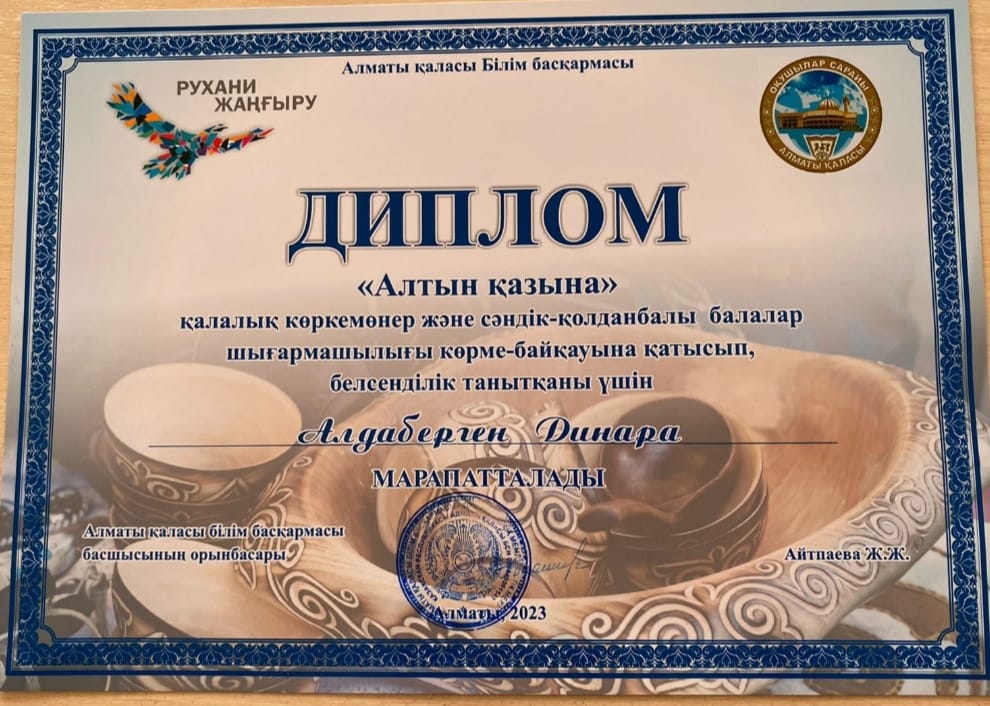 Алматы қаласы Білім басқармасы
РУХАНИ
ЖАҢҒЫРУ
ОҚУШЫЛАР САРАЙЫ
АЛМАТЫ ҚАЛАСЫ
ДИПЛОМ
«Алтын қазына»
қалалық көркемөнер және сәндік-қолданбалы балалар
шығармашылығы көрме-байқауына қатысып,
белсенділік танытқаны үшін
Алдаберген Динара
МАРАПАТТАЛАДЫ
Алматы қаласы білім басқармасы
басшысының орынбасары
Айтпаева Ж.Ж.
Алматы, 2023